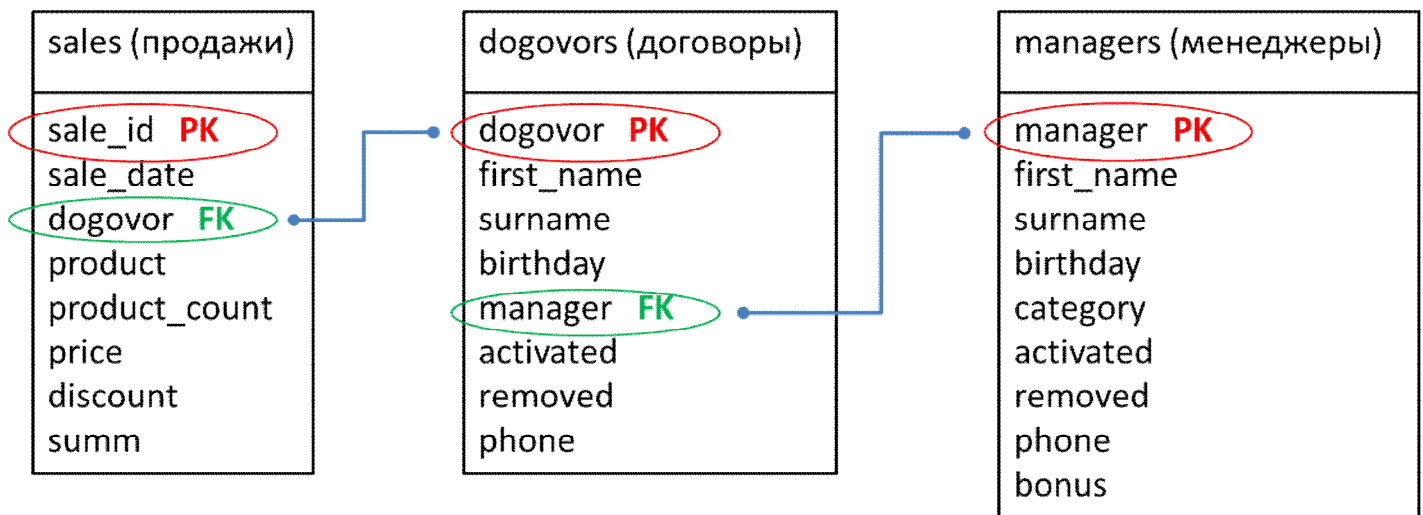 sales (продажи)
sale_id PK
sale_date
dogovor FK
product
product_count
price
discount
summ
dogovors (договоры)
dogovor PK
first_name
surname
birthday
manager FK
activated
removed
phone
managers (менеджеры)
manager PK
first_name
surname
birthday
category
activated
removed
phone
bonus